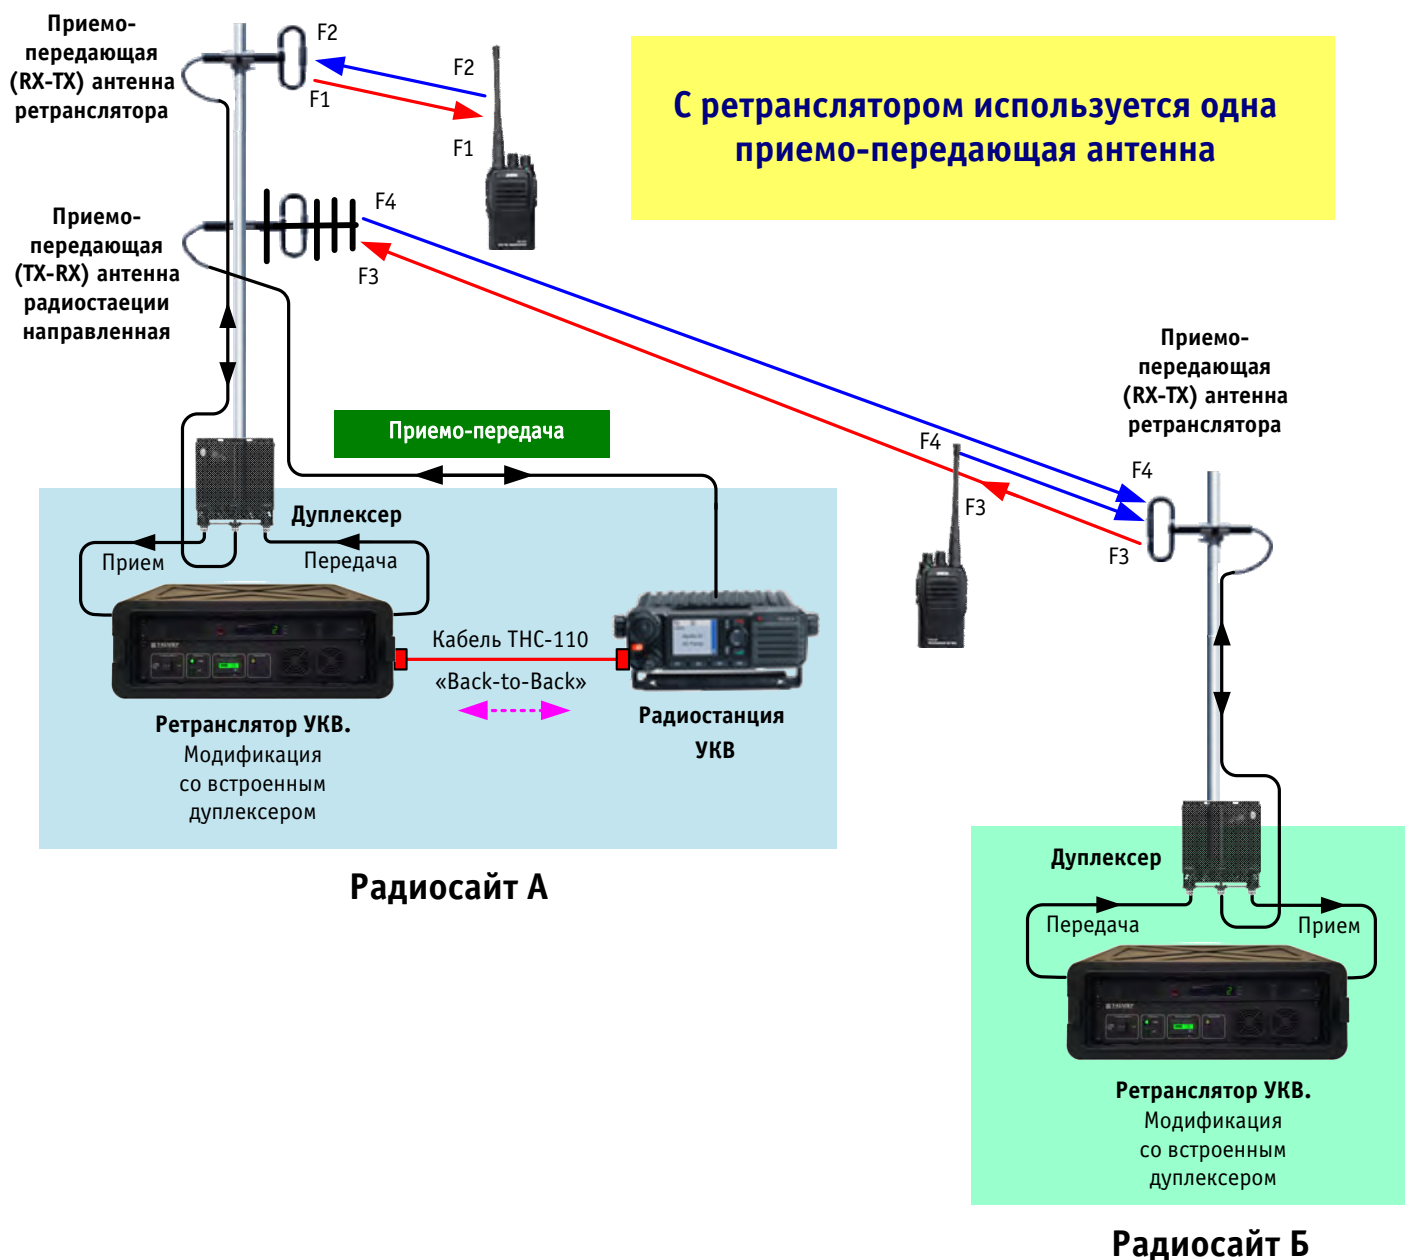 Приемо-
передающая
(RX-TX) антенна
ретранслятора
F2
F1
F2
F1
С ретранслятором используется одна
приемо-передающая антенна
Приемо-
передающая
(TX-RX) антенна
радиостаеции
направленная
F4
F3
Приемо-
передающая
(RX-TX) антенна
ретранслятора
Приемо-передача
F4
F3
F4
F3
Дуплексер
Прием
Передача
Кабель ТНС-110
«Back-to-Back»
Ретранслятор УКВ.
Модификация
со встроенным
дуплексером
Радиостанция
УКВ
Радиосайт А
Дуплексер
Передача
Прием
Ретранслятор УКВ.
Модификация
со встроенным
дуплексером
Радиосайт Б